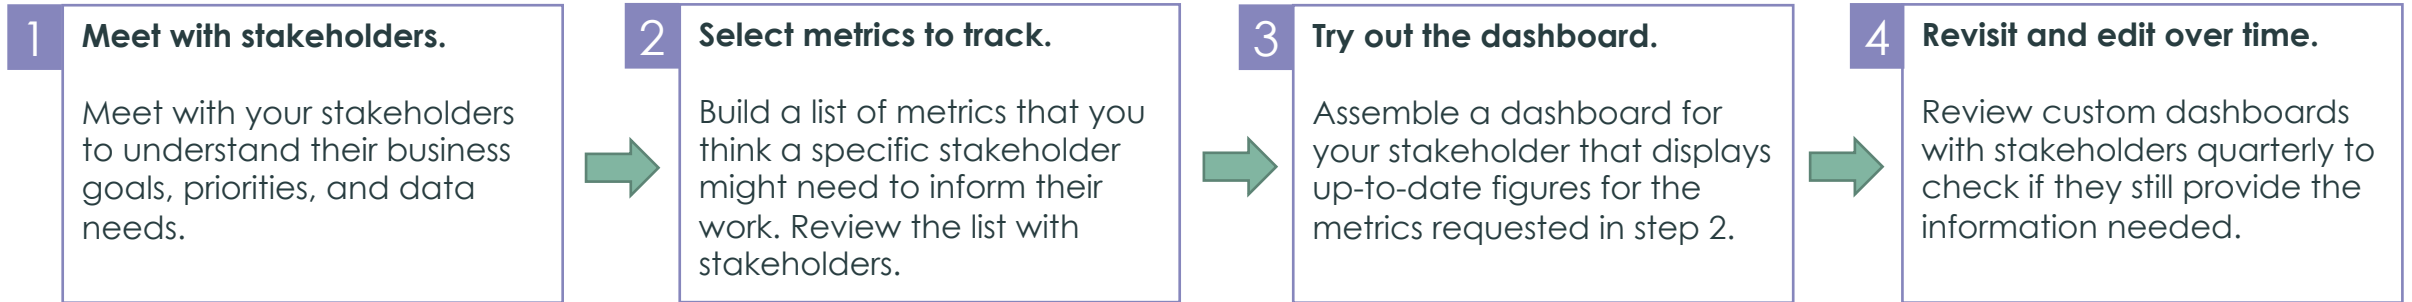 1
Meet with stakeholders.
Meet with your stakeholders
to understand their business
goals, priorities, and data
needs.
2
Select metrics to track.
Build a list of metrics that you
think a specific stakeholder
might need to inform their
work. Review the list with
stakeholders.
3
Try out the dashboard.
Assemble a dashboard for
your stakeholder that displays
up-to-date figures for the
metrics requested in step 2.
4
Revisit and edit over time.
Review custom dashboards
with stakeholders quarterly to
check if they still provide the
information needed.